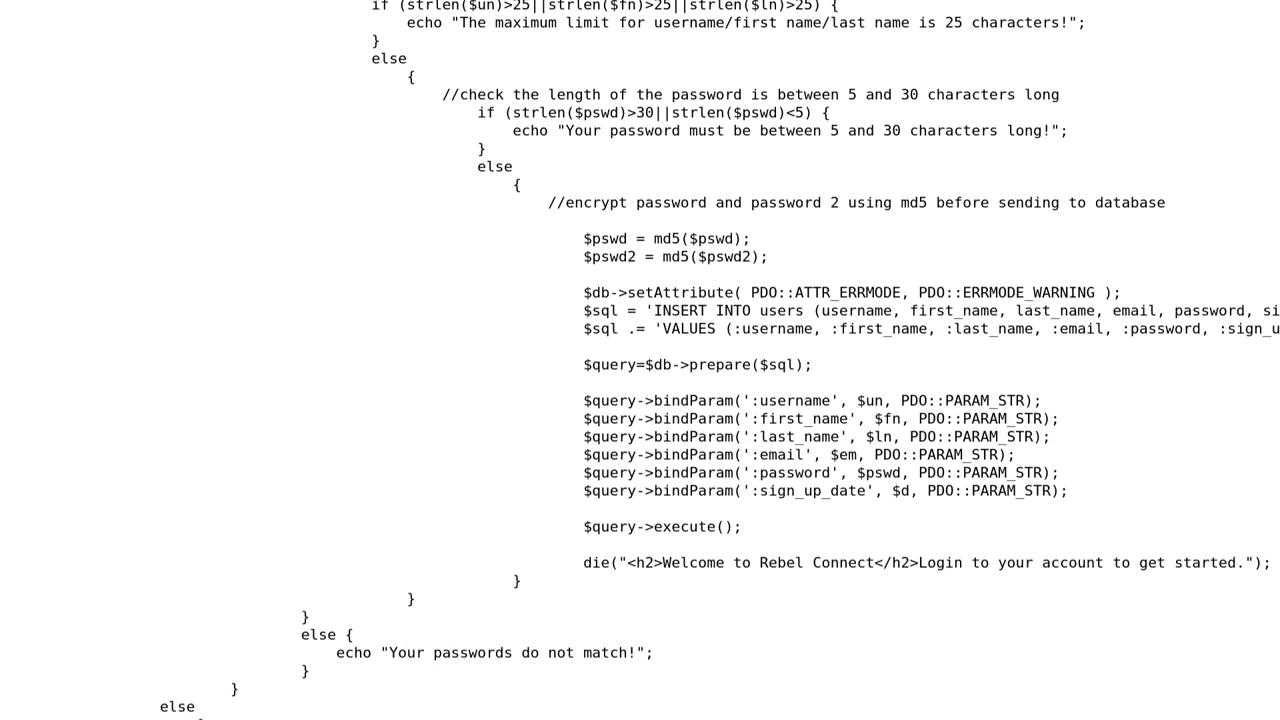 if (strlen($un)>25||strlen($fn)>25||strlen($ln)>25) {
echo "The maximum limit for username/first name/last name is 25 characters!";
}
else
{
//check the length of the password is between 5 and 30 characters long
if (strlen($pswd)>30||strlen($pswd)<5) {
echo "Your password must be between 5 and 30 characters long!";
}
else
{
//encrypt password and password 2 using md5 before sending to database
$pswd = md5($pswd);
$pswd2 = md5($pswd2);
$db->setAttribute( PDO::ATTR_ERRMODE, PDO::ERRMODE_WARNING );
$sql = 'INSERT INTO users (username, first_name, last_name, email, password, si
$sql .= 'VALUES (:username, :first_name, :last_name, :email, :password, :sign_u
$query=$db->prepare($sql);
$query->bindParam(':username', $un, PDO::PARAM_STR);
$query->bindParam(':first_name', $fn, PDO::PARAM_STR);
$query->bindParam(':last_name', $ln, PDO::PARAM_STR);
$query->bindParam(':email', $em, PDO::PARAM_STR);
$query->bindParam(':password', $pswd, PDO::PARAM_STR);
$query->bindParam(':sign_up_date', $d, PDO::PARAM_STR);
$query->execute();
die("<h2>Welcome to Rebel Connect</h2>Login to your account to get started.");
}
}
}
else {
echo "Your passwords do not match!";
}
}
else